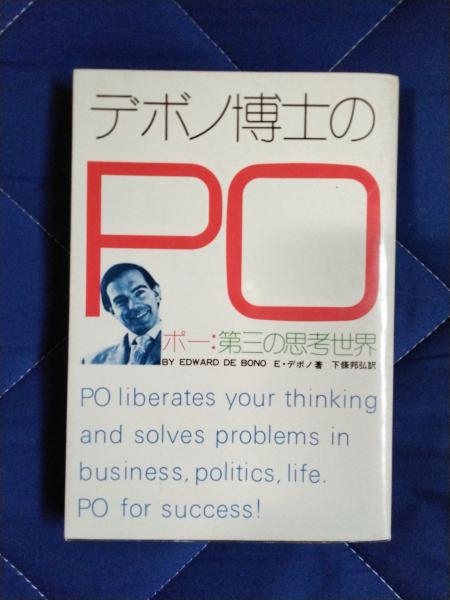 デボノ博士の
PO
ポー:第三の思考世界
BY EDWARD DE BONO E・デボノ著 下條邦弘訳
PO liberates your thinking
and solves problems in
business, politics, life.
PO for success!